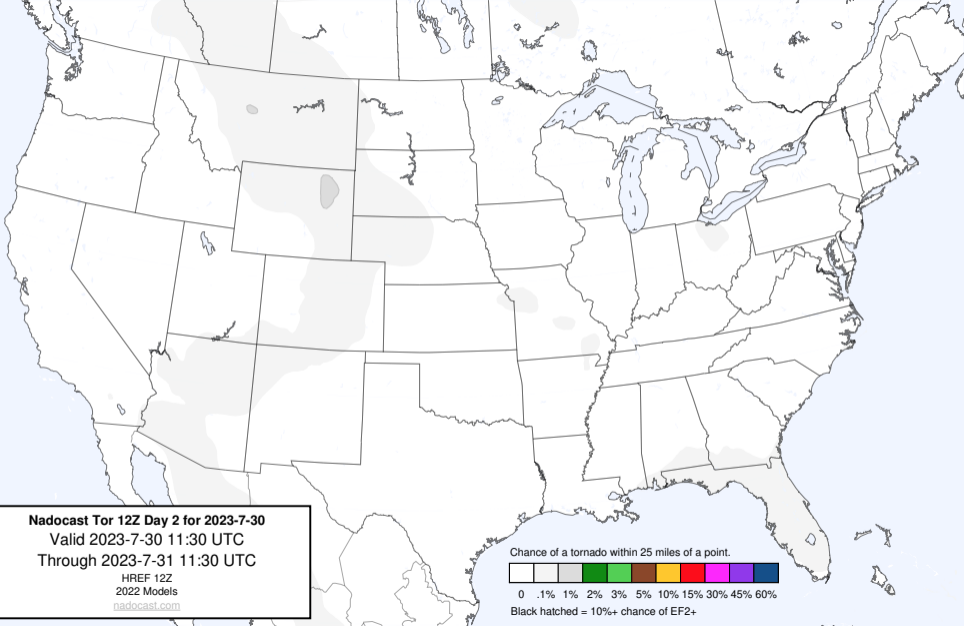 Nadocast Tor 12Z Day 2 for 2023-7-30
Valid 2023-7-30 11:30 UTC
Through 2023-7-31 11:30 UTC
HREF 12Z
2022 Models
nadocast.com
Chance of a tornado within 25 miles of a point.
0 .1% 1% 2% 3% 5% 10% 15% 30% 45% 60%
Black hatched = 10%+ chance of EF2+